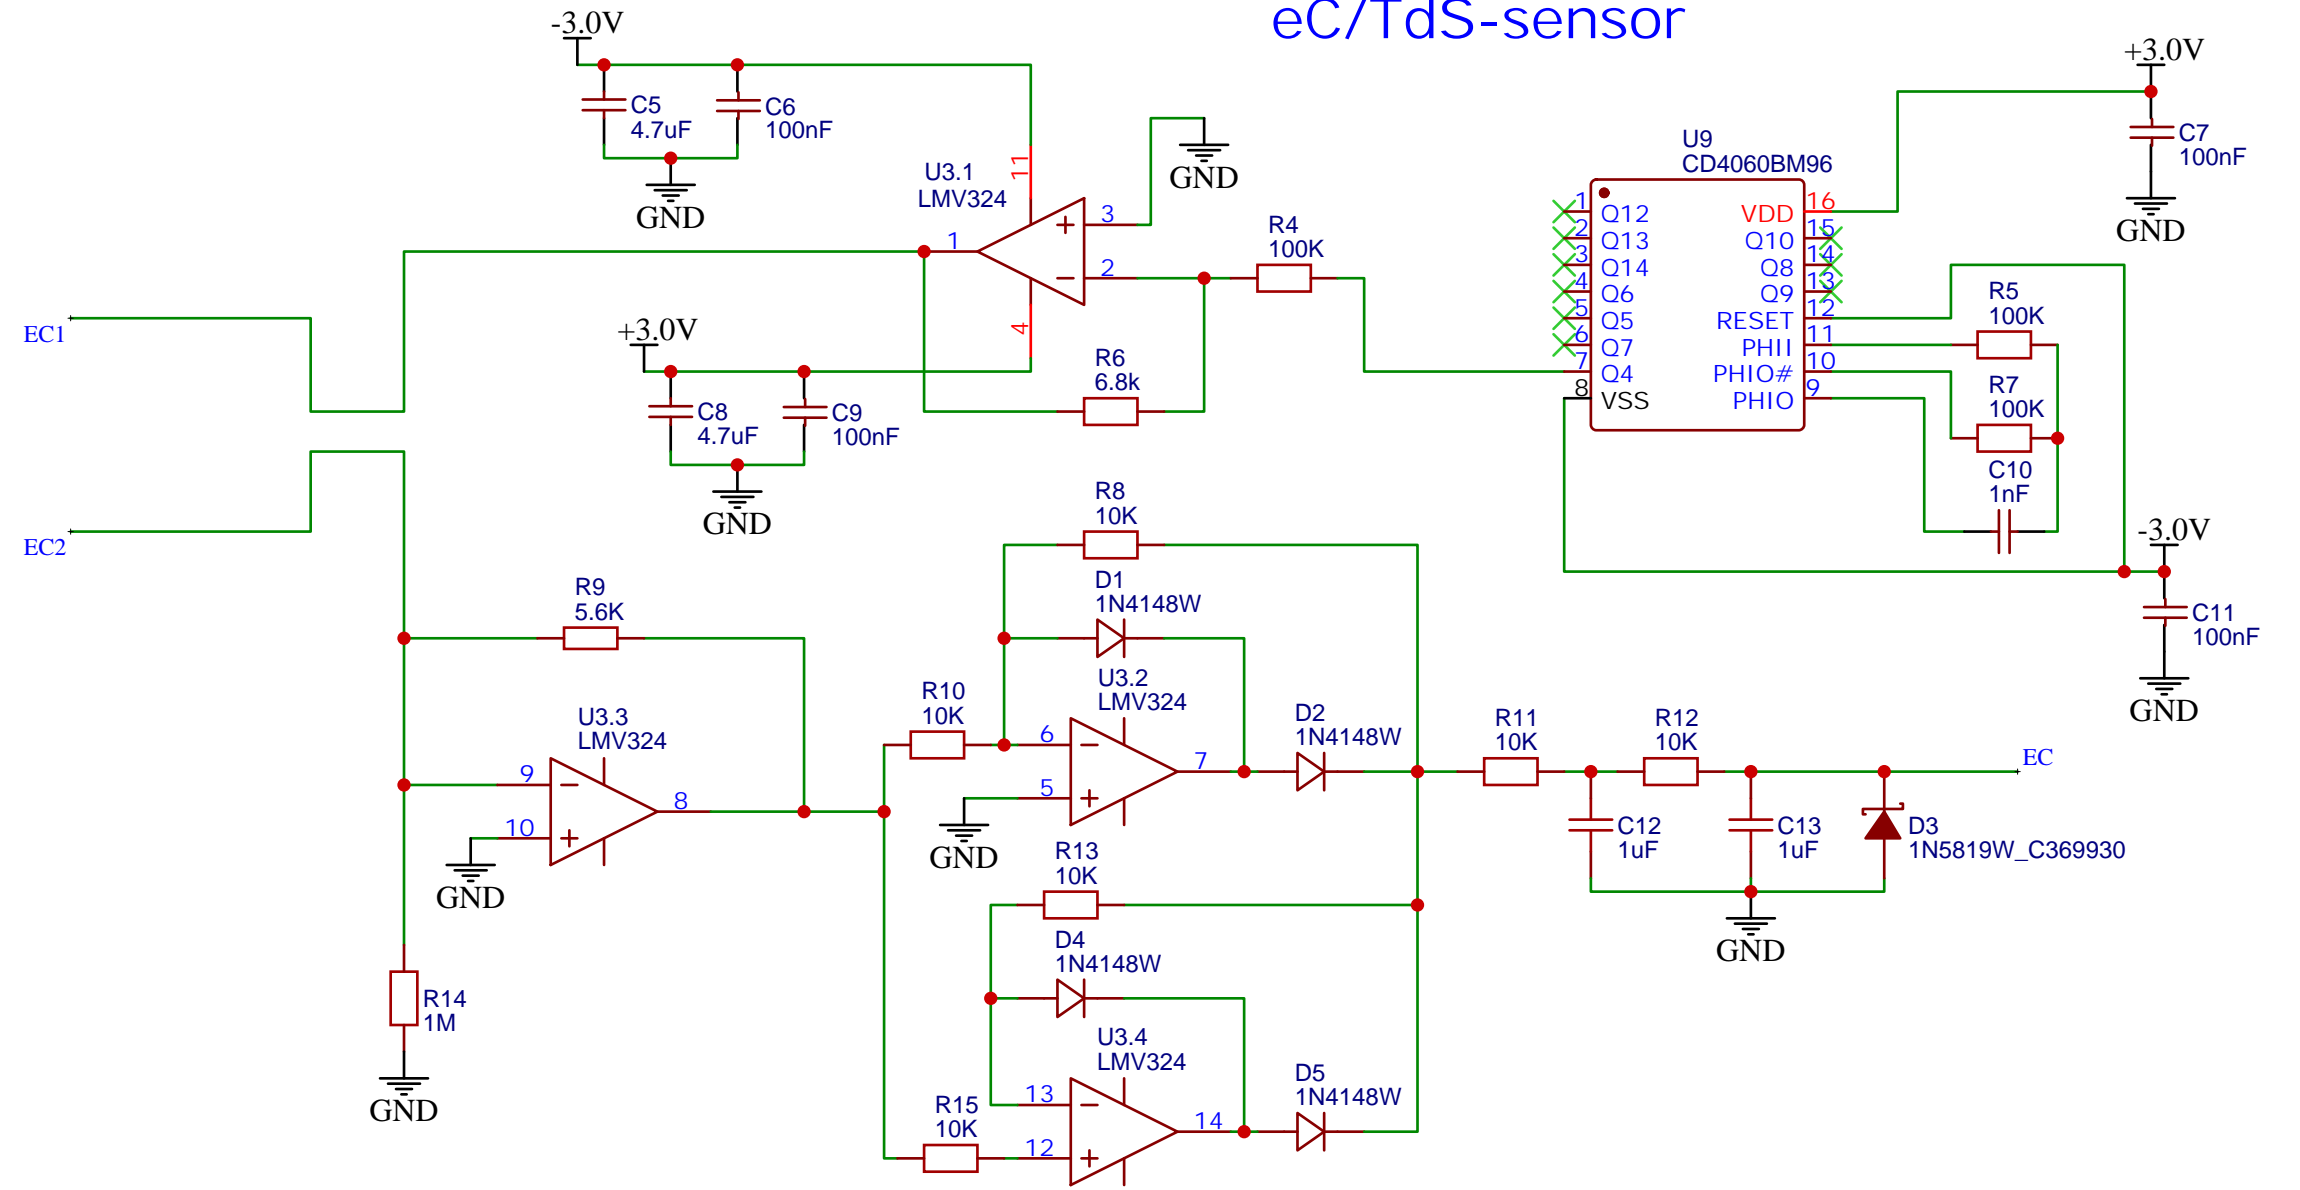 eC/TdS-sensor
-3.0V
C5
4.7uF
C6
100nF
GND
U3.1
LMV324
11
3
1
2
4
GND
R4
100K
+3.0V
C8
4.7uF
C9
100nF
GND
R6
6.8k
EC1
EC2
U9
CD4060BM96
1
Q12
VDD
16
2
Q13
Q10
15
3
Q14
Q8
14
4
Q6
Q9
13
5
Q5
RESET
12
6
Q7
PHII
11
7
Q4
PHIO#
10
8
VSS
PHIO
9
+3.0V
C7
100nF
GND
R5
100K
R7
100K
C10
1nF
-3.0V
C11
100nF
GND
R8
10K
D1
1N4148W
R9
5.6K
U3.2
LMV324
R10
10K
6
5
7
GND
D2
1N4148W
U3.3
LMV324
9
10
8
GND
R11
10K
R12
10K
EC
C12
1uF
C13
1uF
D3
1N5819W_C369930
GND
R13
10K
D4
1N4148W
U3.4
LMV324
13
12
14
R15
10K
D5
1N4148W
R14
1M
GND